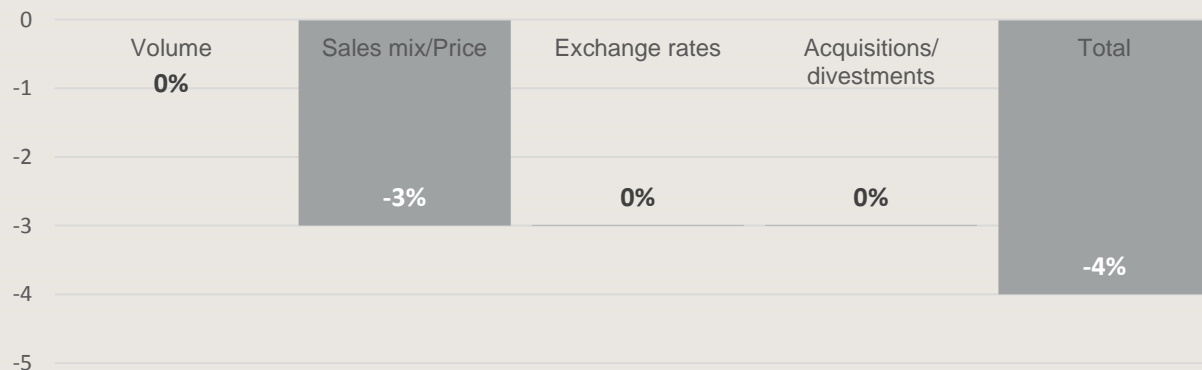 0
Volume
Sales mix/Price
Exchange rates
Acquisitions/
divestments
Total
0%
-1
-2
-3%
0%
0%
-3
-4%
-4
-5